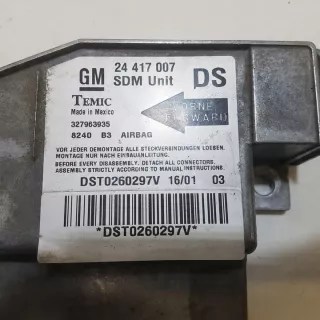 GM 24 417 007 DS
SDM Unit
TEMIC
Made in Mexico
327963935
8240 B3 AIRBAG
VORNE
FORWARD
VOR JEDER DEMONTAGE ALLE STECKVERBINDUNGEN LOESEN.
MONTAGE NUR NACH EINBAUANLEITUNG.
BEFORE EVERY DISASSEMBLY, DETACH ALL CONNECTORS.
ASSEMBLY STRICTLY ACCORDING TO MANUAL INSTRUCTIONS
DST0260297V 16/01 03
*DST0260297V*